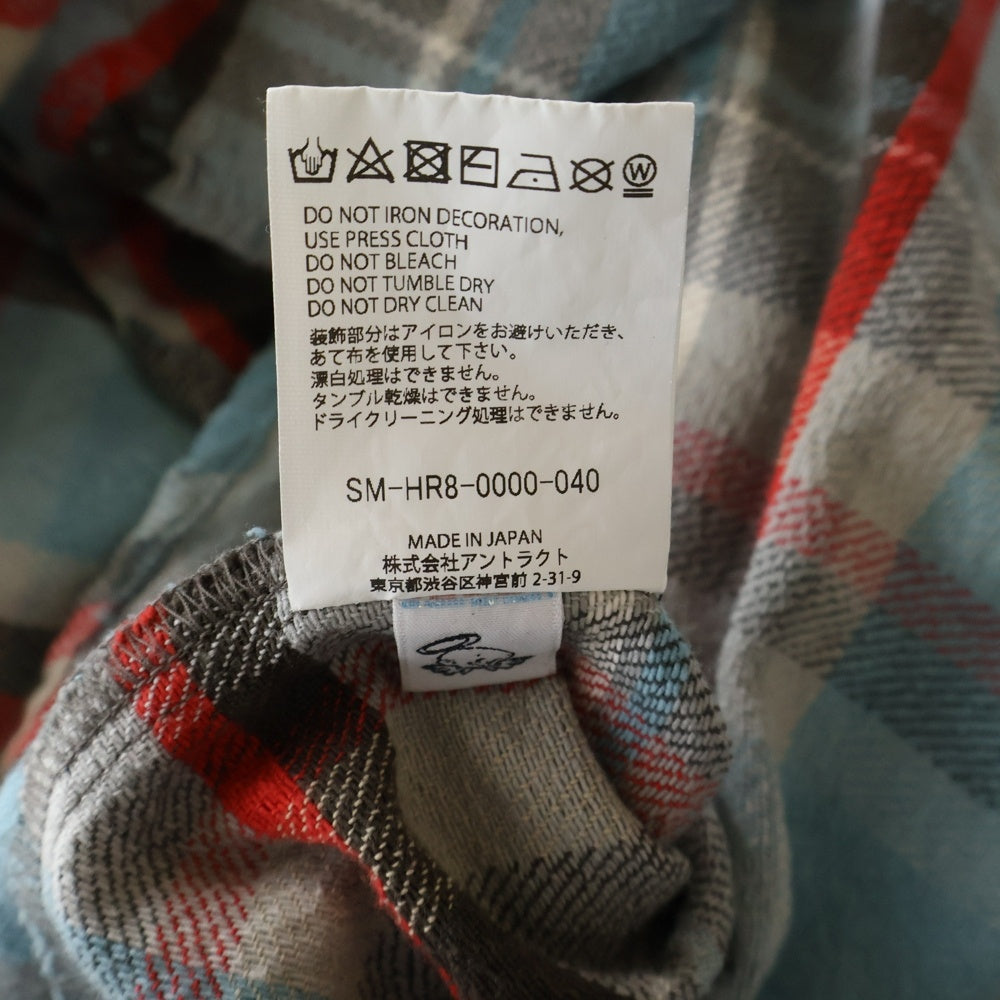 W
DO NOT IRON DECORATION,
USE PRESS CLOTH
DO NOT BLEACH
DO NOT TUMBLE DRY
DO NOT DRY CLEAN
装飾部分はアイロンをお避けいただき、
あて布を使用して下さい。
漂白処理はできません。
タンブル乾燥はできません。
ドライクリーニング処理はできません。
SM-HR8-0000-040
MADE IN JAPAN
株式会社アントラクト
東京都渋谷区神宮前 2-31-9